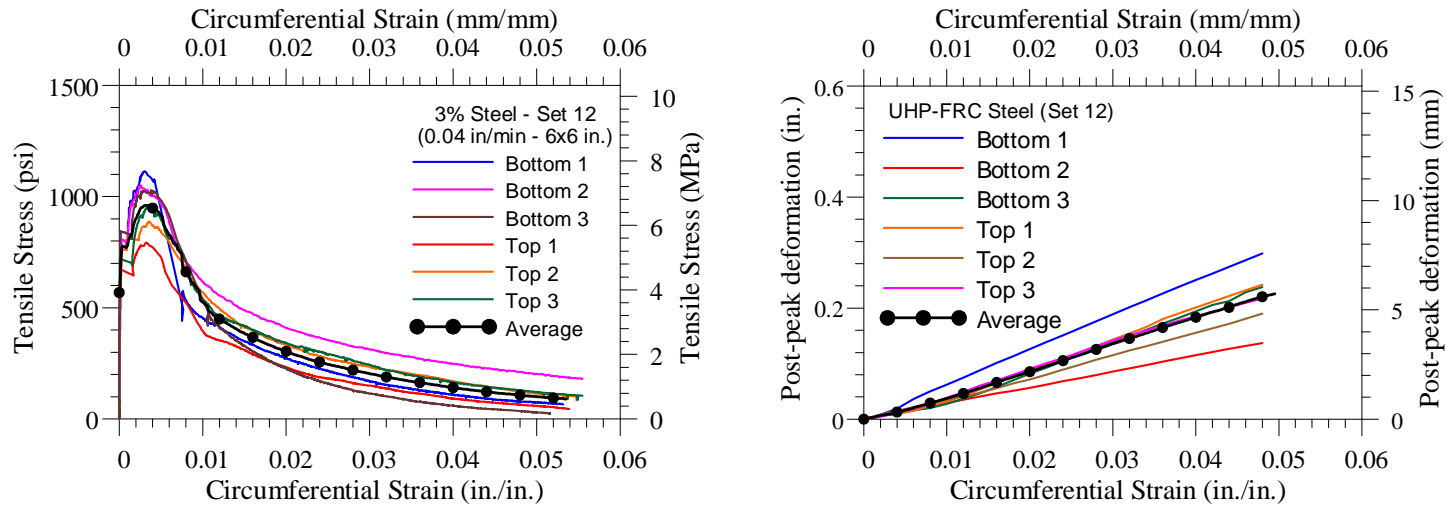 Circumferential Strain (mm/mm)
0 0.01 0.02 0.03 0.04 0.05 0.06
1500
1000
500
0
Tensile Stress (psi)
3% Steel - Set 12
(0.04 in/min - 6x6 in.)
Bottom 1
Bottom 2
Bottom 3
Top 1
Top 2
Top 3
Average
10
8
6
4
2
0
Tensile Stress (MPa)
0 0.01 0.02 0.03 0.04 0.05 0.06
Circumferential Strain (in./in.)
Circumferential Strain (mm/mm)
0 0.01 0.02 0.03 0.04 0.05 0.06
0.6
0.4
0.2
0
Post-peak deformation (in.)
UHP-FRC Steel (Set 12)
Bottom 1
Bottom 2
Bottom 3
Top 1
Top 2
Top 3
Average
15
10
5
0
Post-peak deformation (mm)
0 0.01 0.02 0.03 0.04 0.05 0.06
Circumferential Strain (in./in.)